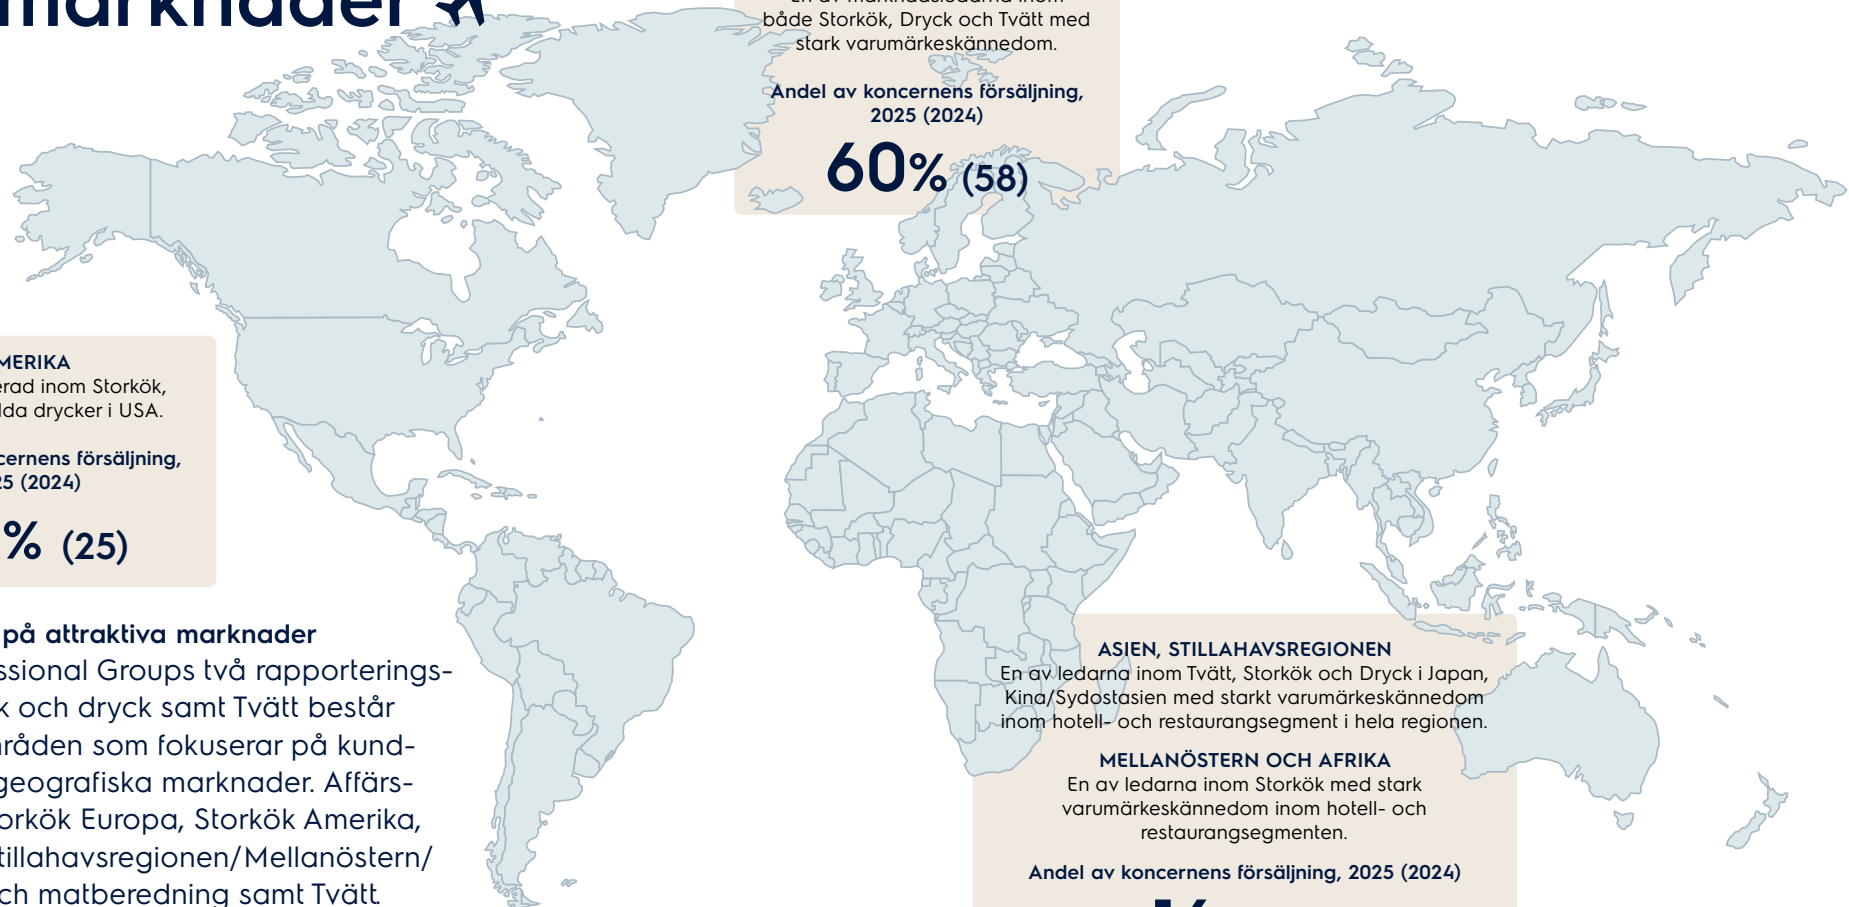 marknader
både Storkök, Dryck och Tvätt med
stark varumärkeskännedom.
Andel av koncernens försäljning,
2025 (2024)
60% (58)
MERIKA
erad inom Storkök,
lda drycker i USA.
cernens försäljning,
25 (2024)
% (25)
på attraktiva marknader
ssional Groups två rapporterings-
k och dryck samt Tvätt består
nråden som fokuserar på kund-
geografiska marknader. Affärs-
orkök Europa, Storkök Amerika,
tillahavsregionen/Mellanöstern/
ch matberedning samt Tvätt.
ASIEN, STILLAHAVSREGIONEN
En av ledarna inom Tvätt, Storkök och Dryck i Japan,
Kina/Sydostasien med starkt varumärkeskännedom
inom hotell- och restaurangsegment i hela regionen.
MELLANÖSTERN OCH AFRIKA
En av ledarna inom Storkök med stark
varumärkeskännedom inom hotell- och
restaurangsegmenten.
Andel av koncernens försäljning, 2025 (2024)